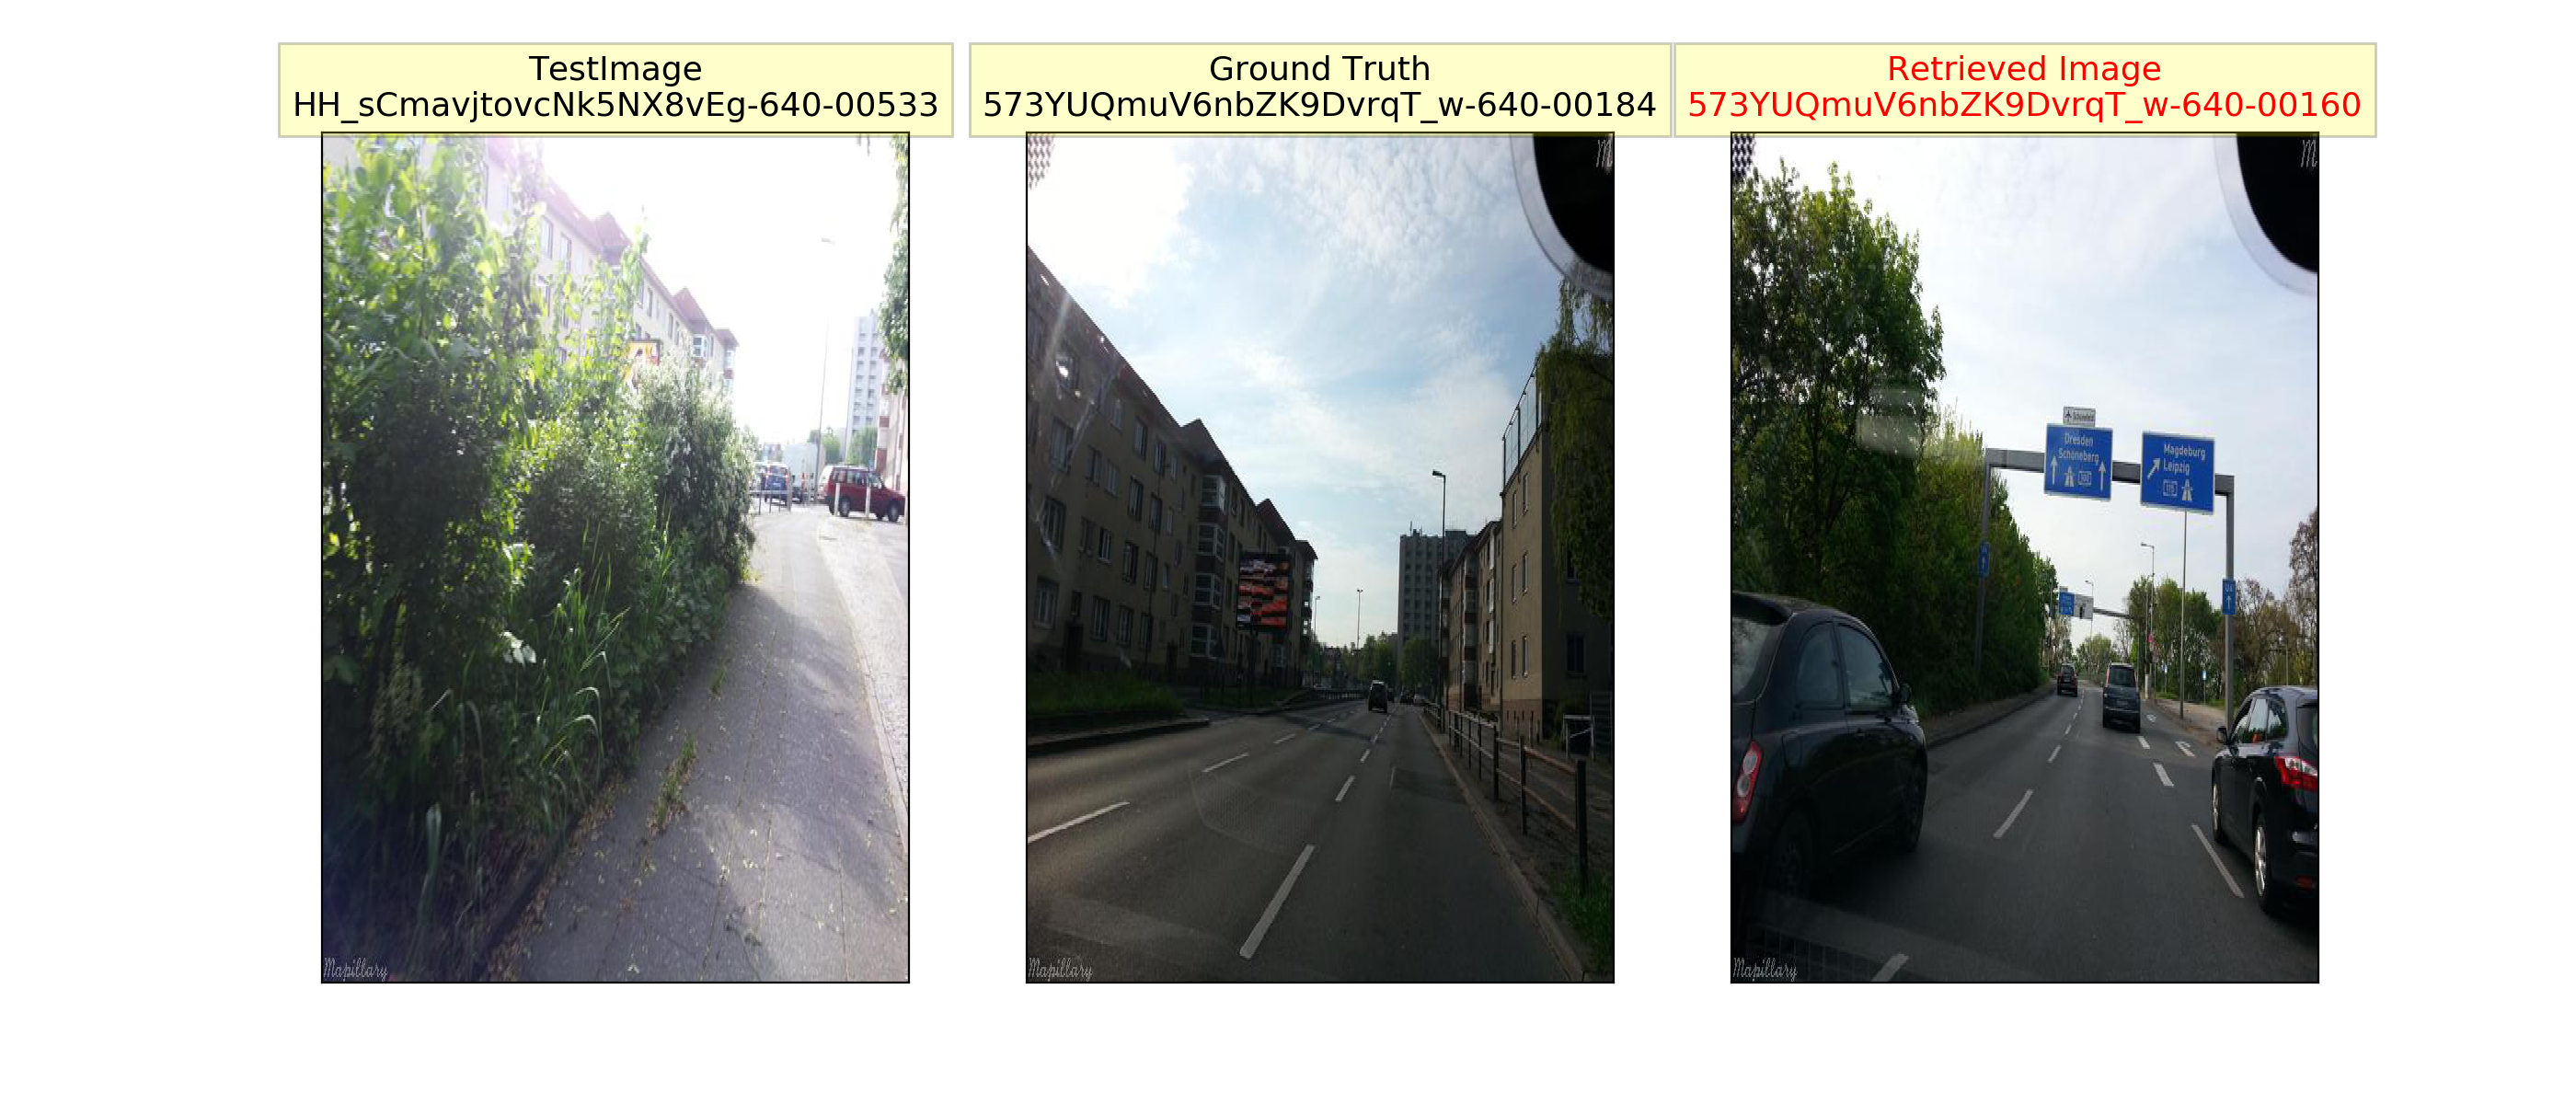 TestImage
HH_sCmavjtovcNk5NX8vEg-640-00533
Ground Truth
573YUQmuV6nbZK9DvrqT_w-640-00184
Retrieved Image
573YUQmuV6nbZK9DvrqT_w-640-00160
M
M
Dresden
Schöneberg
Magdeburg
Leipzig
Mapillary
Mapillary
Mapillary